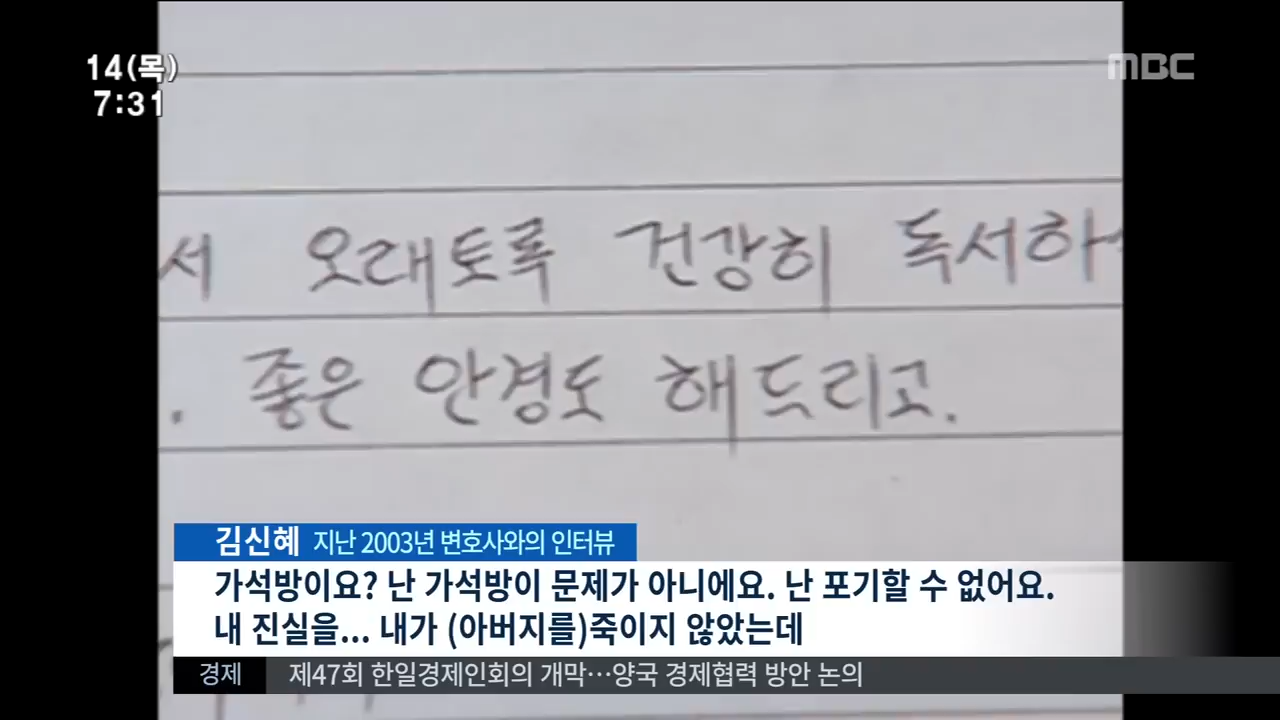 14(목)
7:31
MBC
서 오래토록 건강히 독서하
. 좋은 안경도 해드리고.
김신혜 지난 2003년 변호사와의 인터뷰
가석방이요? 난 가석방이 문제가 아니에요. 난 포기할 수 없어요.
내 진실을... 내가 (아버지를)죽이지 않았는데
경제 제47회 한일경제인회의 개막…양국 경제협력 방안 논의